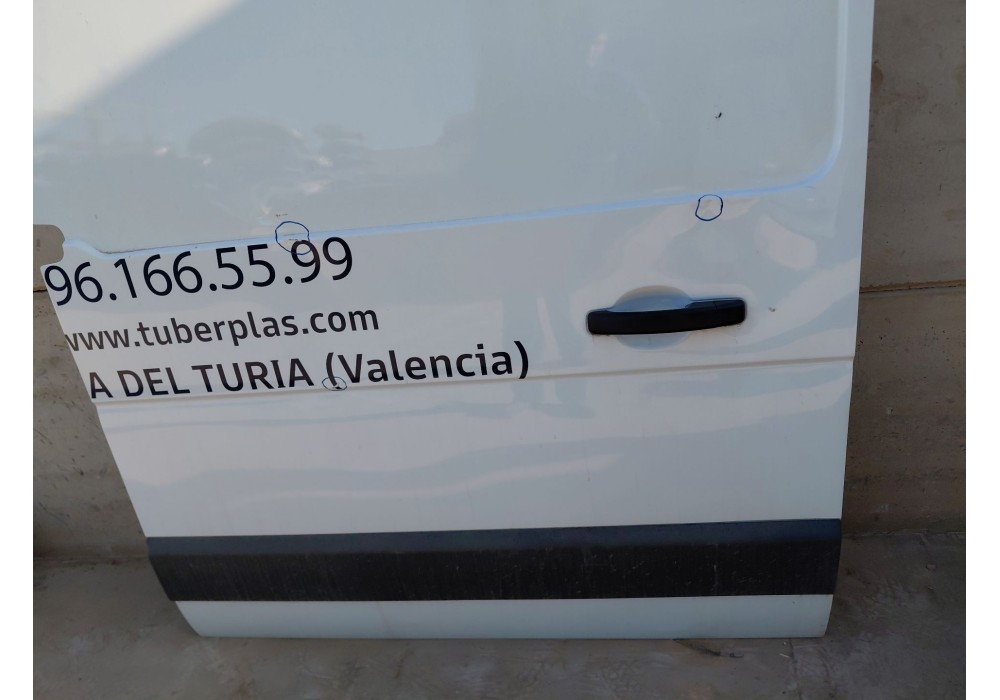 96.166.55.99
www.tuberplas.com
A DEL TURIA (Valencia)